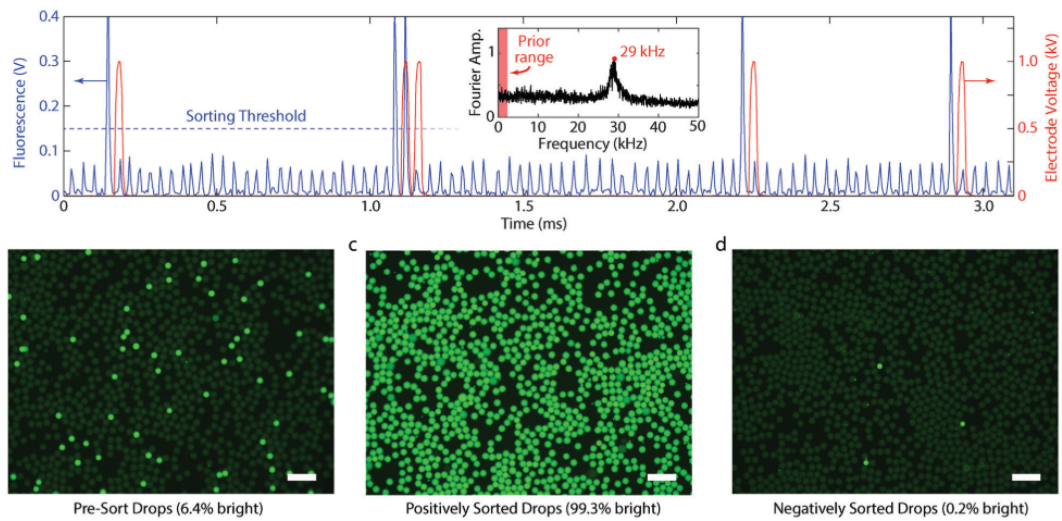 0.4
0.3
0.2
0.1
0
Fluorescence (V)
Sorting Threshold
Fourier Amp.
1
0
Prior
range
29 kHz
0 10 20 30 40 50
Frequency (kHz)
1.0
0.5
0
Electrode Voltage (kV)
0 0.5 1.0 1.5 2.0 2.5 3.0
Time (ms)
c
d
Pre-Sort Drops (6.4% bright)
Positively Sorted Drops (99.3% bright)
Negatively Sorted Drops (0.2% bright)